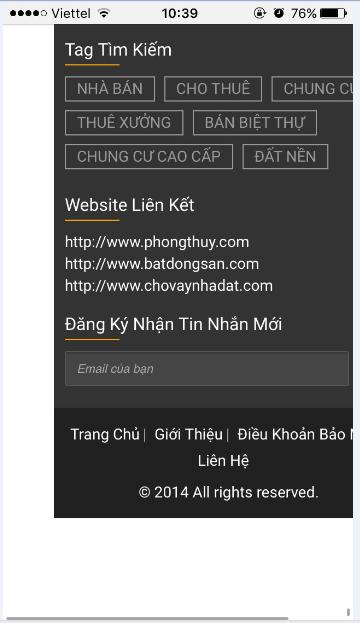 Viettel 10:39 76%
Tag Tìm Kiếm
NHÀ BÁN CHO THUÊ CHUNG
THUÊ XƯỞNG BÁN BIỆT THỰ
CHUNG CƯ CAO CẤP ĐẤT NỀN
Website Liên Kết
http://www.phongthuy.com
http://www.batdongsan.com
http://www.chovaynhadat.com
Đăng Ký Nhận Tin Nhắn Mới
Email của bạn
Trang Chủ | Giới Thiệu | Điều Khoản Bảo
Liên Hệ
© 2014 All rights reserved.